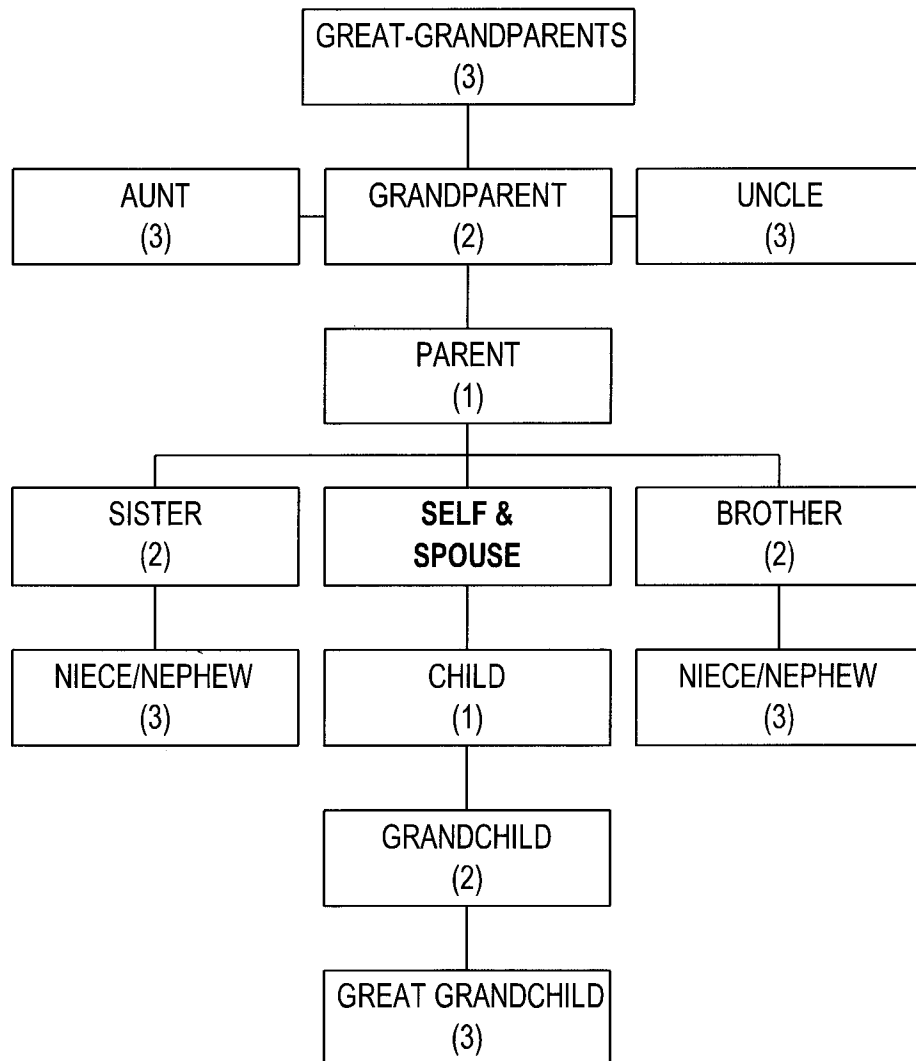 GREAT-GRANDPARENTS
(3)
AUNT
(3)
GRANDPARENT
(2)
UNCLE
(3)
PARENT
(1)
SISTER
(2)
SELF &
SPOUSE
BROTHER
(2)
NIECE/NEPHEW
(3)
CHILD
(1)
NIECE/NEPHEW
(3)
GRANDCHILD
(2)
GREAT GRANDCHILD
(3)